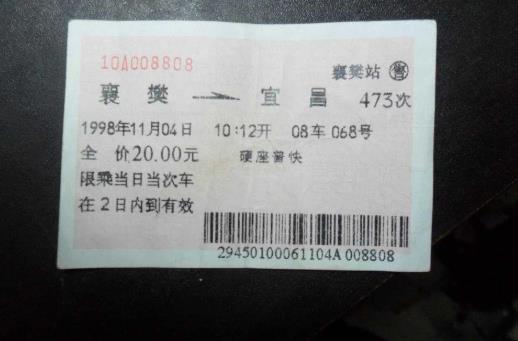 10A008808
襄樊站 售
襄樊 → 宜昌 473次
1998年11月04日 10:12开 08车 068号
全 价20.00元 硬座普快
限乘当日当次车
在2日内到有效
29450100061104A 008808